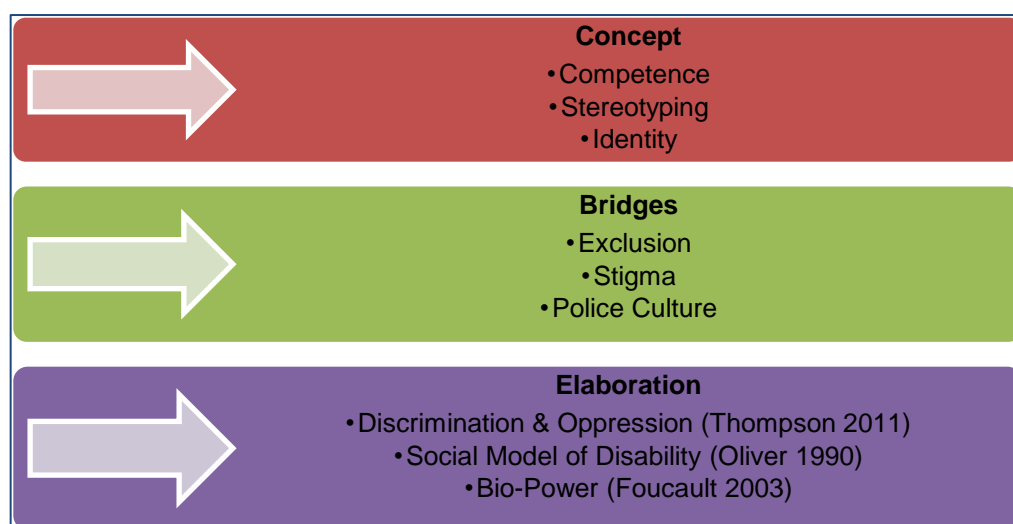 Concept
•Competence
•Stereotyping
•Identity
Bridges
•Exclusion
•Stigma
•Police Culture
Elaboration
•Discrimination & Oppression (Thompson 2011)
•Social Model of Disability (Oliver 1990)
•Bio-Power (Foucault 2003)